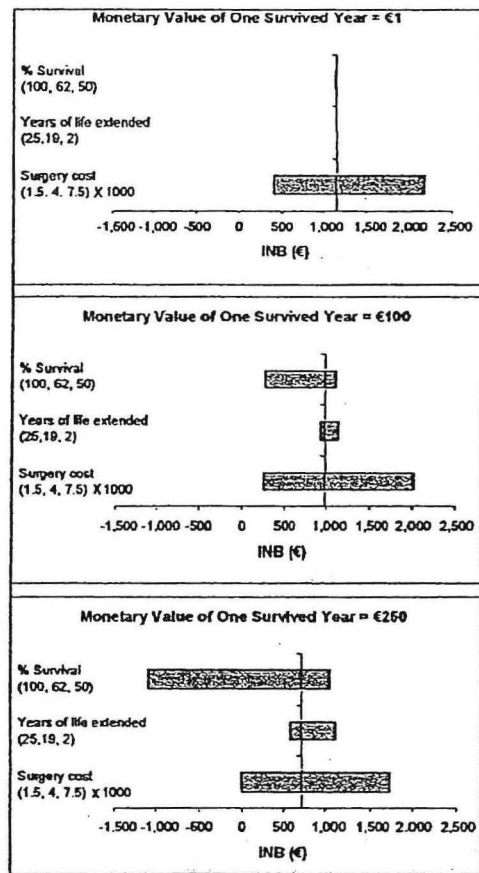 Monetary Value of One Survived Year = €1
% Survival
(100, 62, 50)
Years of life extended
(25,19, 2)
Surgery cost
(1.5, 4, 7.5) X 1000
-1,500 -1,000 -500 0 500 1,000 1,500 2,000 2,500
INB (€)
Monetary Value of One Survived Year = €100
% Survival
(100, 62, 50)
Years of life extended
(25,19, 2)
Surgery cost
(1.5, 4, 7.5) X 1000
-1,500 -1,000 -500 0 500 1,000 1,500 2,000 2,500
INB (€)
Monetary Value of One Survived Year = €250
% Survival
(100, 62, 50)
Years of life extended
(25,19, 2)
Surgery cost
(1.5, 4, 7.5) X 1000
-1,500 -1,000 -500 0 500 1,000 1,500 2,000 2,500
INB (€)